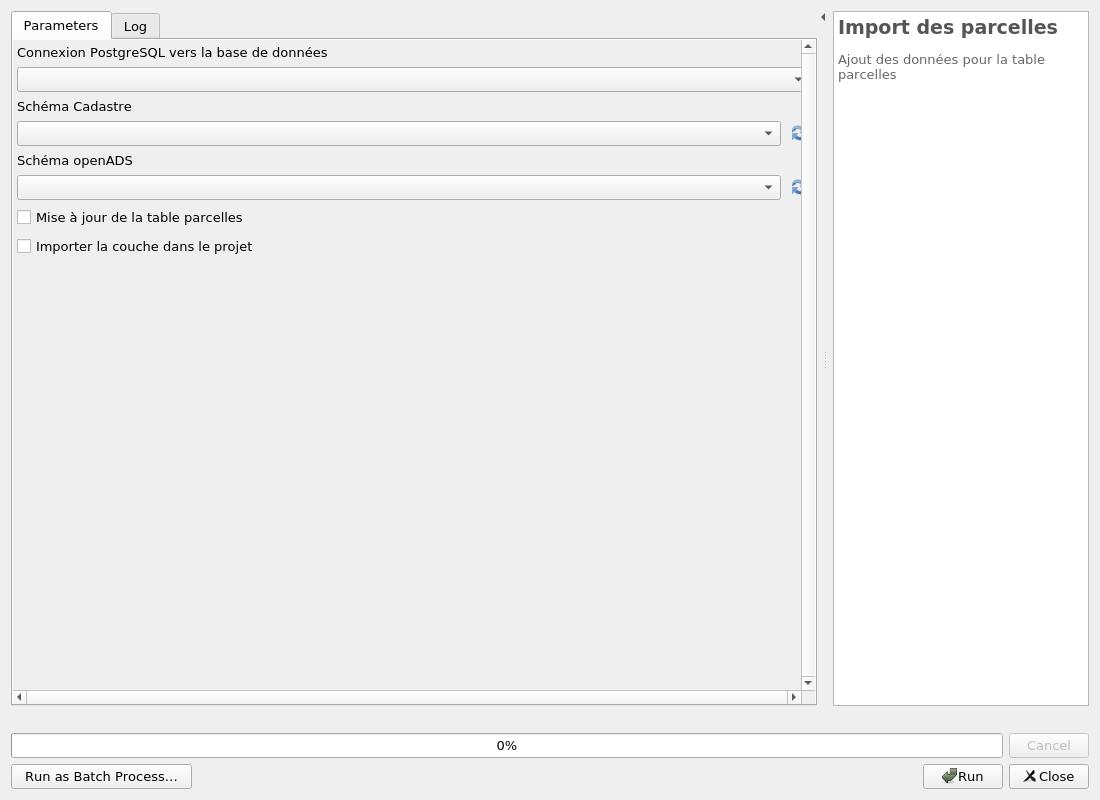 Parameters
Log
Connexion PostgreSQL vers la base de données
Schéma Cadastre
Schéma openADS
Mise à jour de la table parcelles
Importer la couche dans le projet
Import des parcelles
Ajout des données pour la table
parcelles
0%
Cancel
Run as Batch Process...
Run
Close